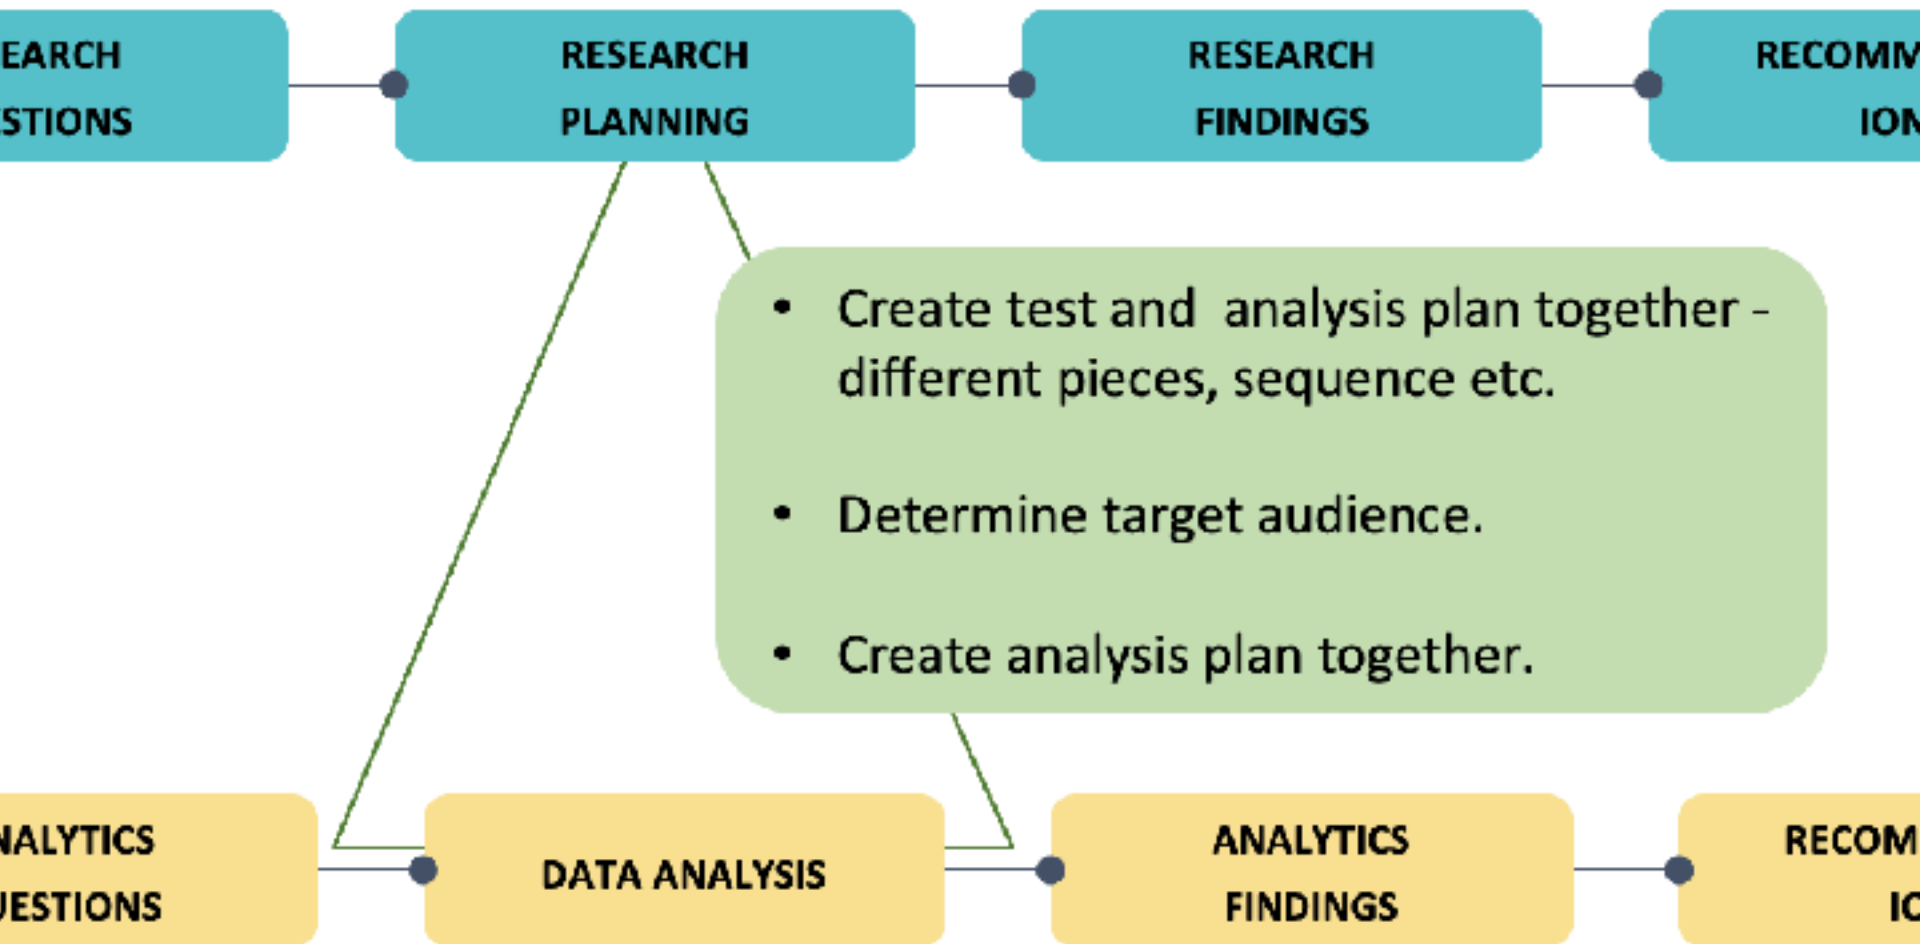 EARCH
STIONS
RESEARCH
PLANNING
RESEARCH
FINDINGS
RECOMM
ION
• Create test and  analysis plan together -
different pieces, sequence etc.
• Determine target audience.
• Create analysis plan together.
NALYTICS
UESTIONS
DATA ANALYSIS
ANALYTICS
FINDINGS
RECOM
IO